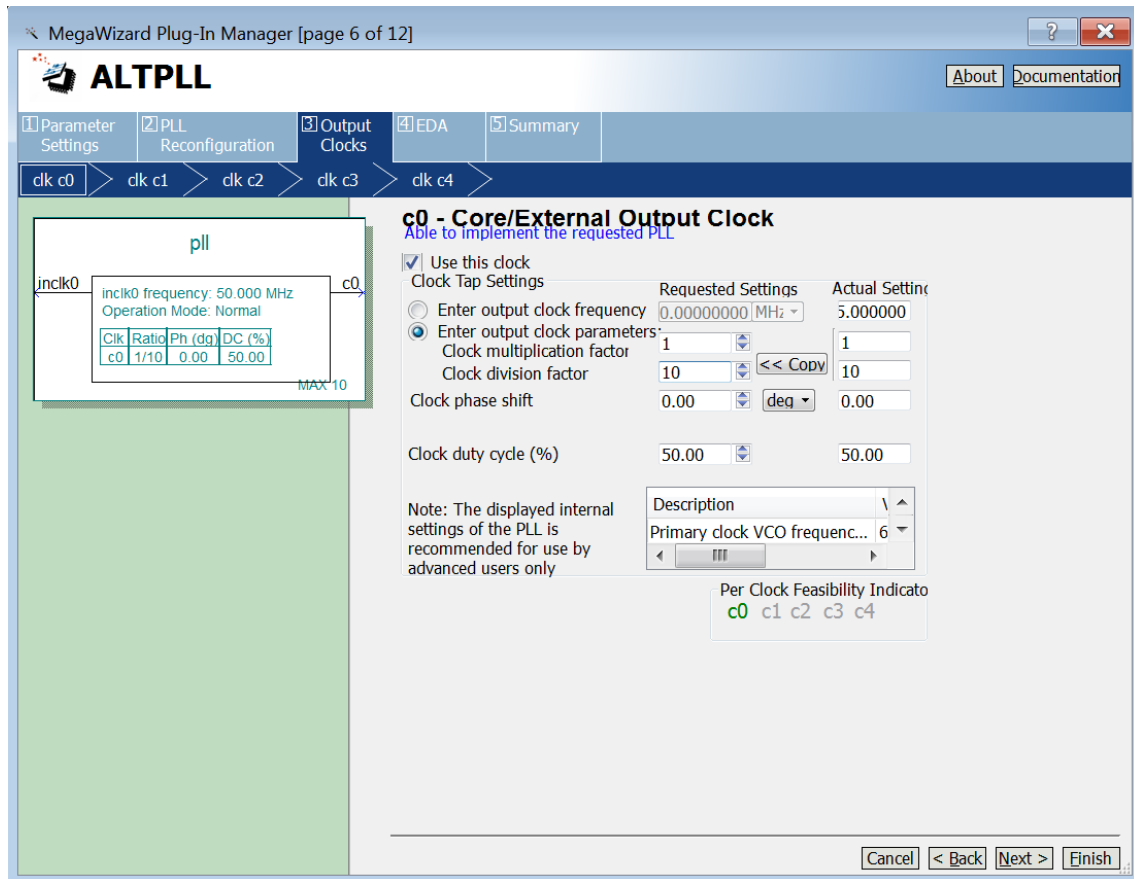 MegaWizard Plug-In Manager [page 6 of 12]
ALTPLL
About Documentation
1 Parameter Settings
2 PLL Reconfiguration
3 Output Clocks
4 EDA
5 Summary
clk c0 clk c1 clk c2 clk c3 clk c4
pll
inclk0
c0
inclk0 frequency: 50.000 MHz
Operation Mode: Normal
Clk Ratio Ph (dg) DC (%)
c0 1/10 0.00 50.00
MAX 10
c0 - Core/External Output Clock
Able to implement the requested PLL
Use this clock
Clock Tap Settings
Requested Settings Actual Setting
Enter output clock frequency 0.00000000 MHz 5.000000
Enter output clock parameters:
Clock multiplication factor 1 1
<< Copy
Clock division factor 10 10
Clock phase shift 0.00 deg 0.00
Clock duty cycle (%) 50.00 50.00
Note: The displayed internal
settings of the PLL is
recommended for use by
advanced users only
Description
Primary clock VCO frequenc... 6
Per Clock Feasibility Indicato
c0 c1 c2 c3 c4
Cancel < Back Next > Finish